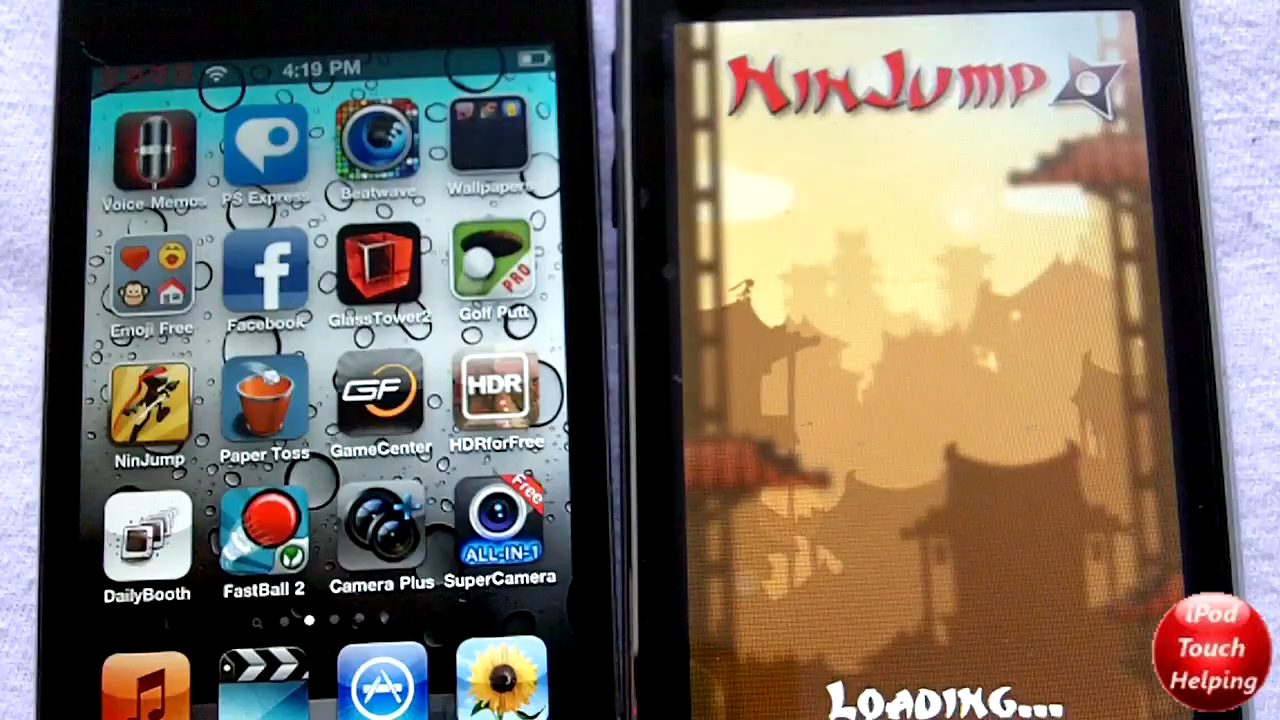 4:19 PM
Voice Memos
PS Express
Beatwave
Wallpapers
Emoji Free
Facebook
GlassTower2
PRO
Golf Putt
NinJump
Paper Toss
GF
GameCenter
HDR
HDRforFree
DailyBooth
FastBall 2
Camera Plus
Free
ALL-IN-1
SuperCamera
NINJUMP
LOADING...
iPod
Touch
Helping